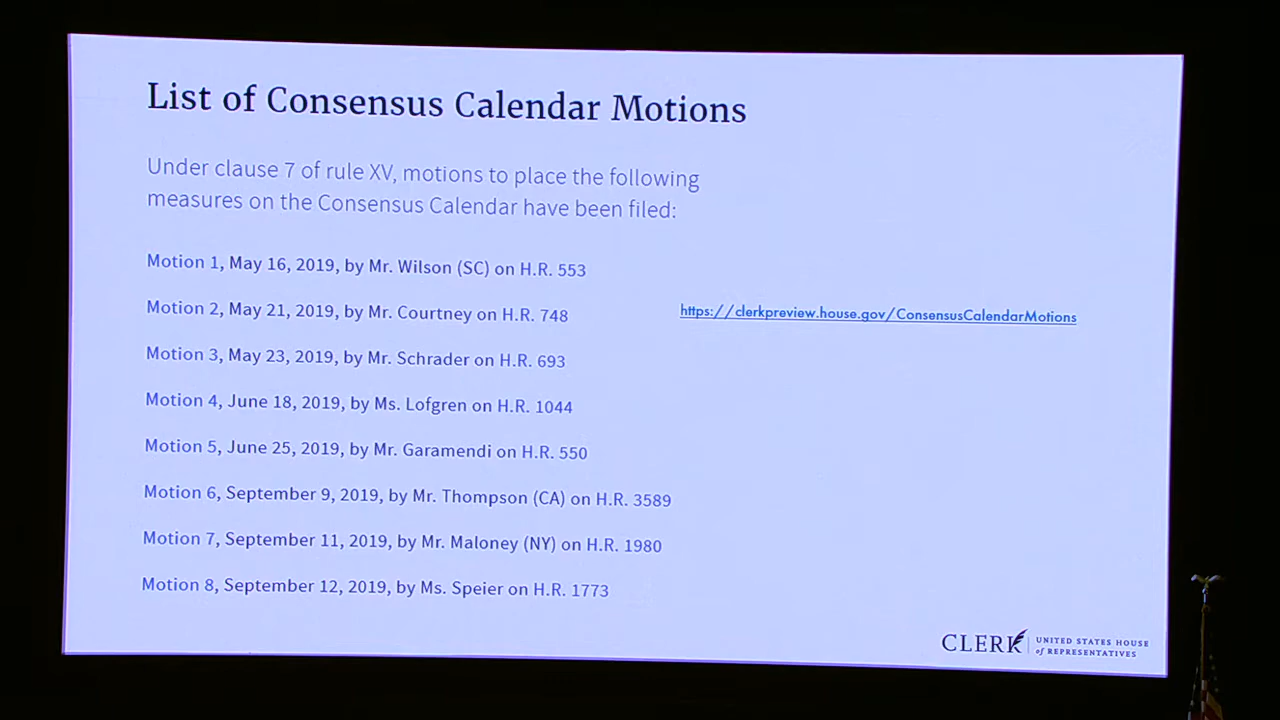 List of Consensus Calendar Motions
Under clause 7 of rule XV, motions to place the following
measures on the Consensus Calendar have been filed:
Motion 1, May 16, 2019, by Mr. Wilson (SC) on H.R. 553
Motion 2, May 21, 2019, by Mr. Courtney on H.R. 748
https://clerkpreview.house.gov/ConsensusCalendarMotions
Motion 3, May 23, 2019, by Mr. Schrader on H.R. 693
Motion 4, June 18, 2019, by Ms. Lofgren on H.R. 1044
Motion 5, June 25, 2019, by Mr. Garamendi on H.R. 550
Motion 6, September 9, 2019, by Mr. Thompson (CA) on H.R. 3589
Motion 7, September 11, 2019, by Mr. Maloney (NY) on H.R. 1980
Motion 8, September 12, 2019, by Ms. Speier on H.R. 1773
CLERK
UNITED STATES HOUSE
of REPRESENTATIVES